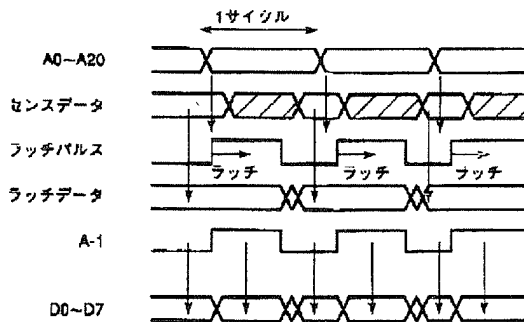 1サイクル
A0~A20
センスデータ
ラッチパルス
ラッチ ラッチ ラッチ
ラッチデータ
A-1
D0~D7